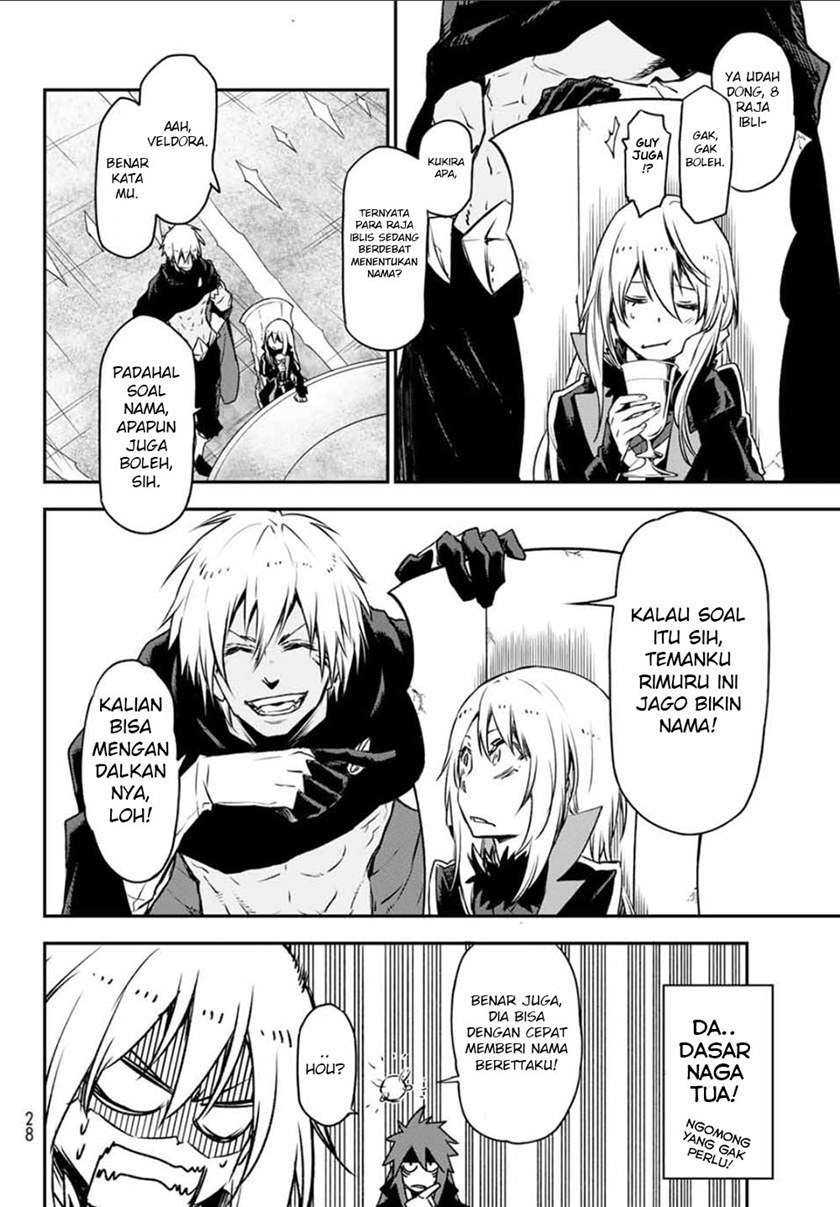 YA UDAH
DONG, 8
RAJA
IBLI-
GAK,
GAK
BOLEH.
GUY
JUGA
!?
KUKIRA
APA,
TERNYATA
PARA RAJA
IBLIS SEDANG
BERDEBAT
MENENTUKAN
NAMA?
AAH,
VELDORA.
BENAR
KATA
MU.
PADAHAL
SOAL
NAMA,
APAPUN
JUGA
BOLEH,
SIH.
KALAU SOAL
ITU SIH,
TEMANKU
RIMURU INI
JAGO BIKIN
NAMA!
KALIAN
BISA
MENGAN
DALKAN
NYA,
LOH!
DA..
DASAR
NAGA
TUA!
NGOMONG
YANG GAK
PERLU!
BENAR JUGA,
DIA BISA
DENGAN CEPAT
MEMBERI NAMA
BERETTAKU!
..
HOU?
28